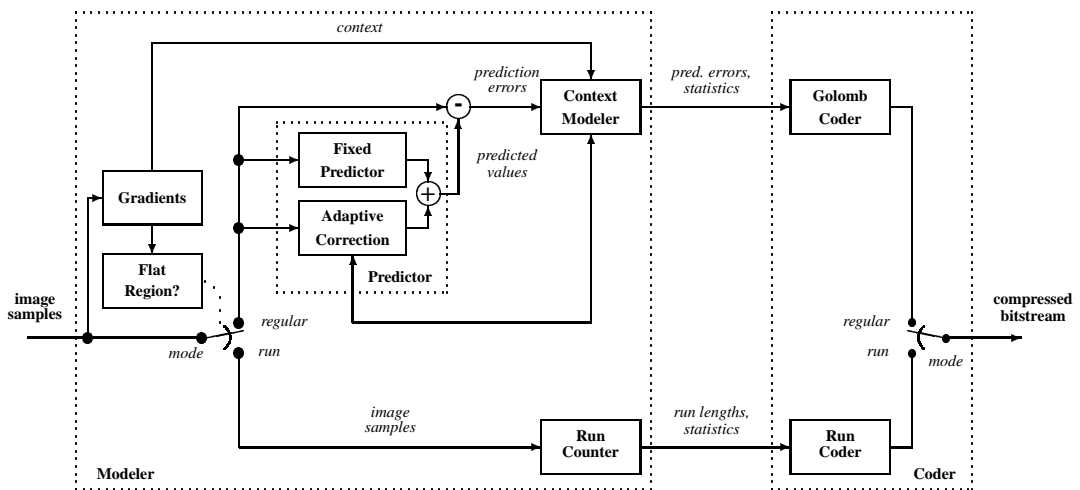 context
prediction
errors
pred. errors,
statistics
Context
Modeler
Golomb
Coder
-
Fixed
Predictor
predicted
values
Gradients
+
Adaptive
Correction
Flat
Region?
Predictor
image
samples
regular
mode
run
regular
run
mode
compressed
bitstream
image
samples
run lengths,
statistics
Run
Counter
Run
Coder
Modeler
Coder